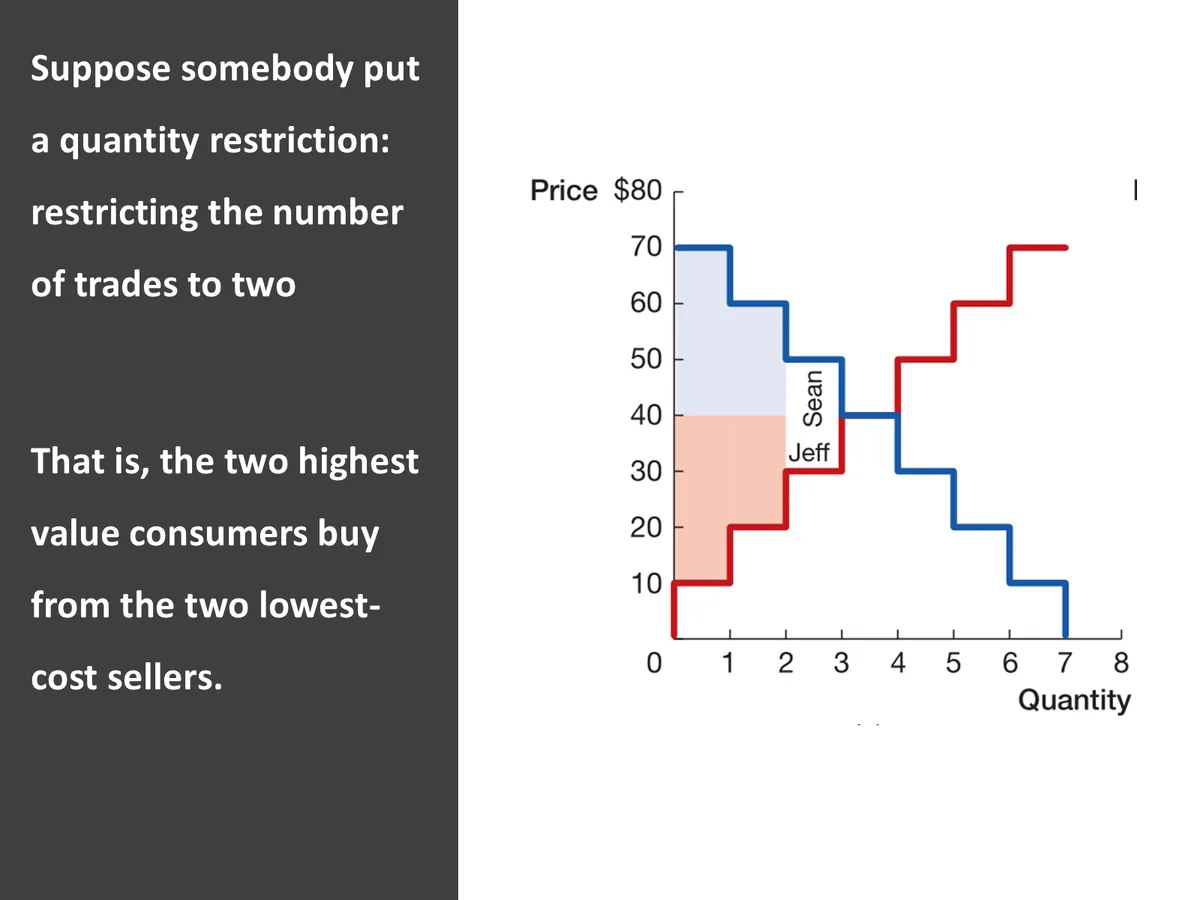 Suppose somebody put
a quantity restriction:
restricting the number
of trades to two
That is, the two highest
value consumers buy
from the two lowest-
cost sellers.
Price $80
70
60
50
40
30
20
10
Sean
Jeff
0 1 2 3 4 5 6 7 8
Quantity